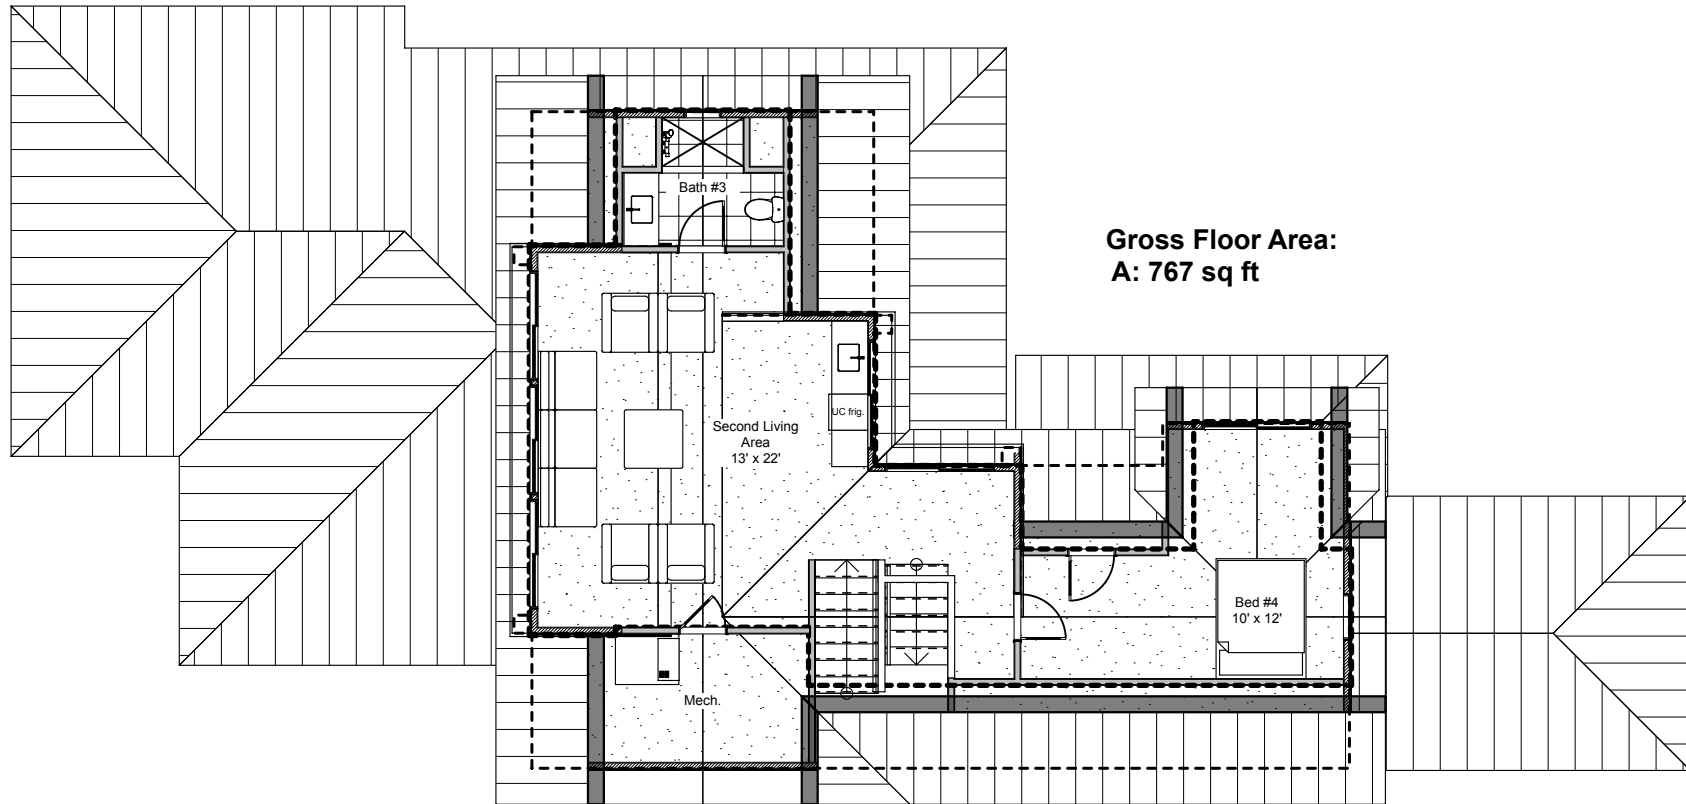 Bath #3
Gross Floor Area:
A: 767 sq ft
UC frig.
Second Living
Area
13' x 22'
Bed #4
10' x 12'
Mech.